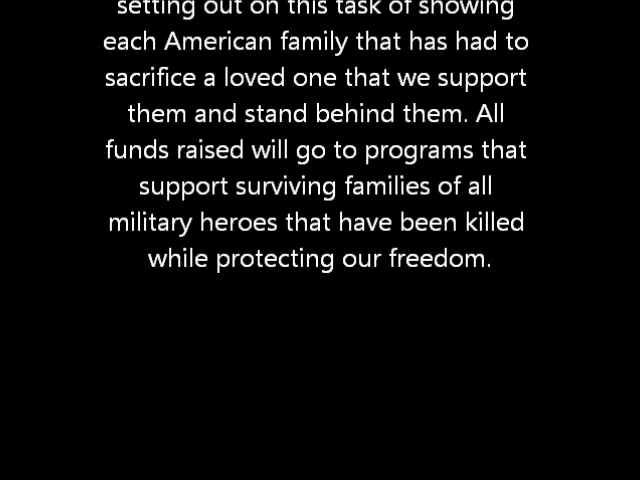 setting out on this task of showing
each American family that has had to
sacrifice a loved one that we support
them and stand behind them. All
funds raised will go to programs that
support surviving families of all
military heroes that have been killed
while protecting our freedom.